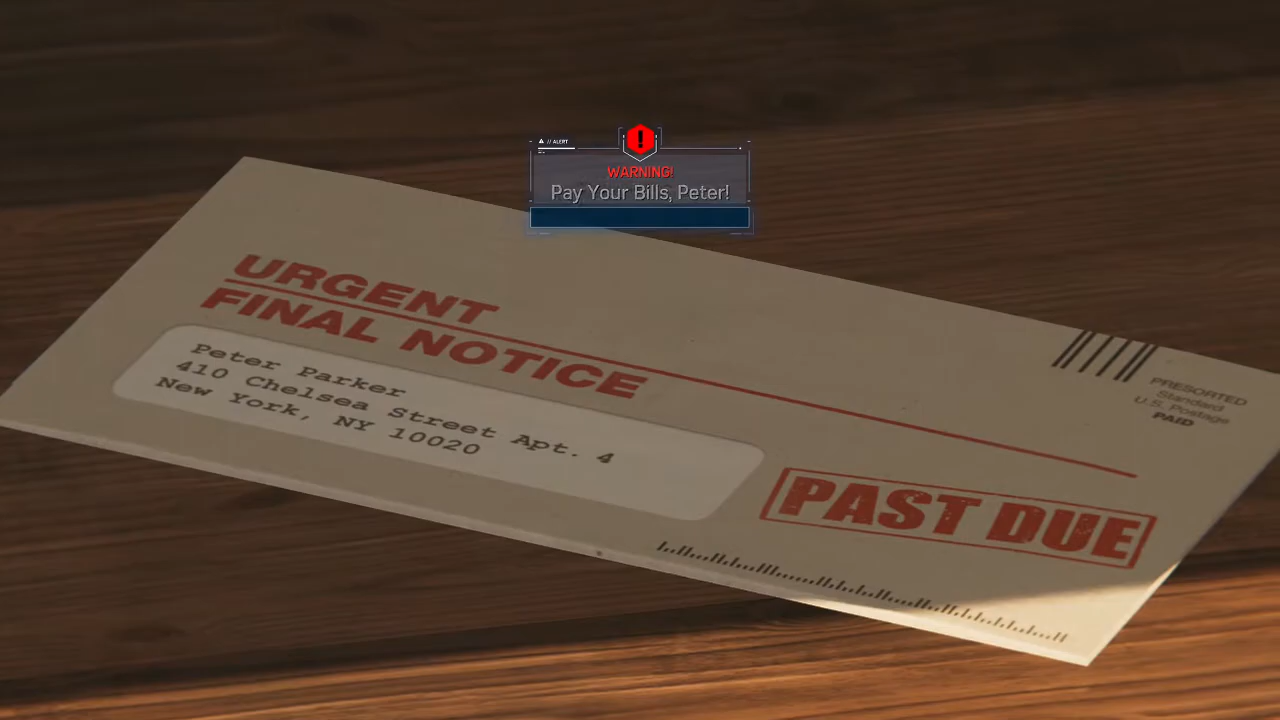 // ALERT
WARNING!
Pay Your Bills, Peter!
URGENT
FINAL NOTICE
Peter Parker
410 Chelsea Street Apt. 4
New York, NY 10020
PRESORTED
Standard
U.S. Postage
PAID
PAST DUE